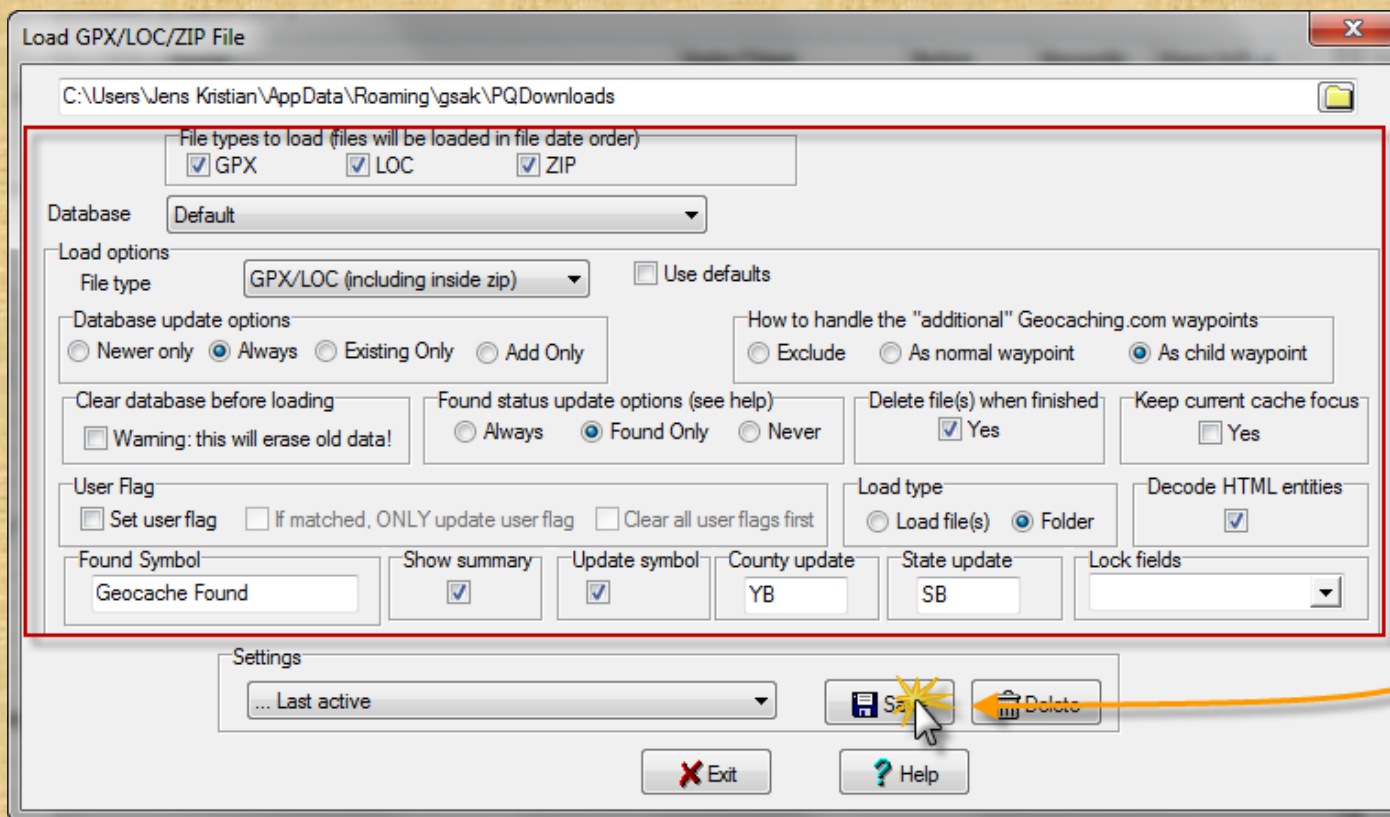 Load GPX/LOC/ZIP File
C:\Users\Jens Kristian\AppData\Roaming\gsak\PQDownloads
File types to load (files will be loaded in file date order)
GPX LOC ZIP
Database Default
Load options
File type GPX/LOC (including inside zip) Use defaults
Database update options How to handle the "additional" Geocaching.com waypoints
Newer only Always Existing Only Add Only Exclude As normal waypoint As child waypoint
Clear database before loading Found status update options (see help) Delete file(s) when finished Keep current cache focus
Warning: this will erase old data! Always Found Only Never Yes Yes
User Flag Load type Decode HTML entities
Set user flag If matched, ONLY update user flag Clear all user flags first Load file(s) Folder
Found Symbol Show summary Update symbol County update State update Lock fields
Geocache Found YB SB
Settings
... Last active Delete
Exit Help